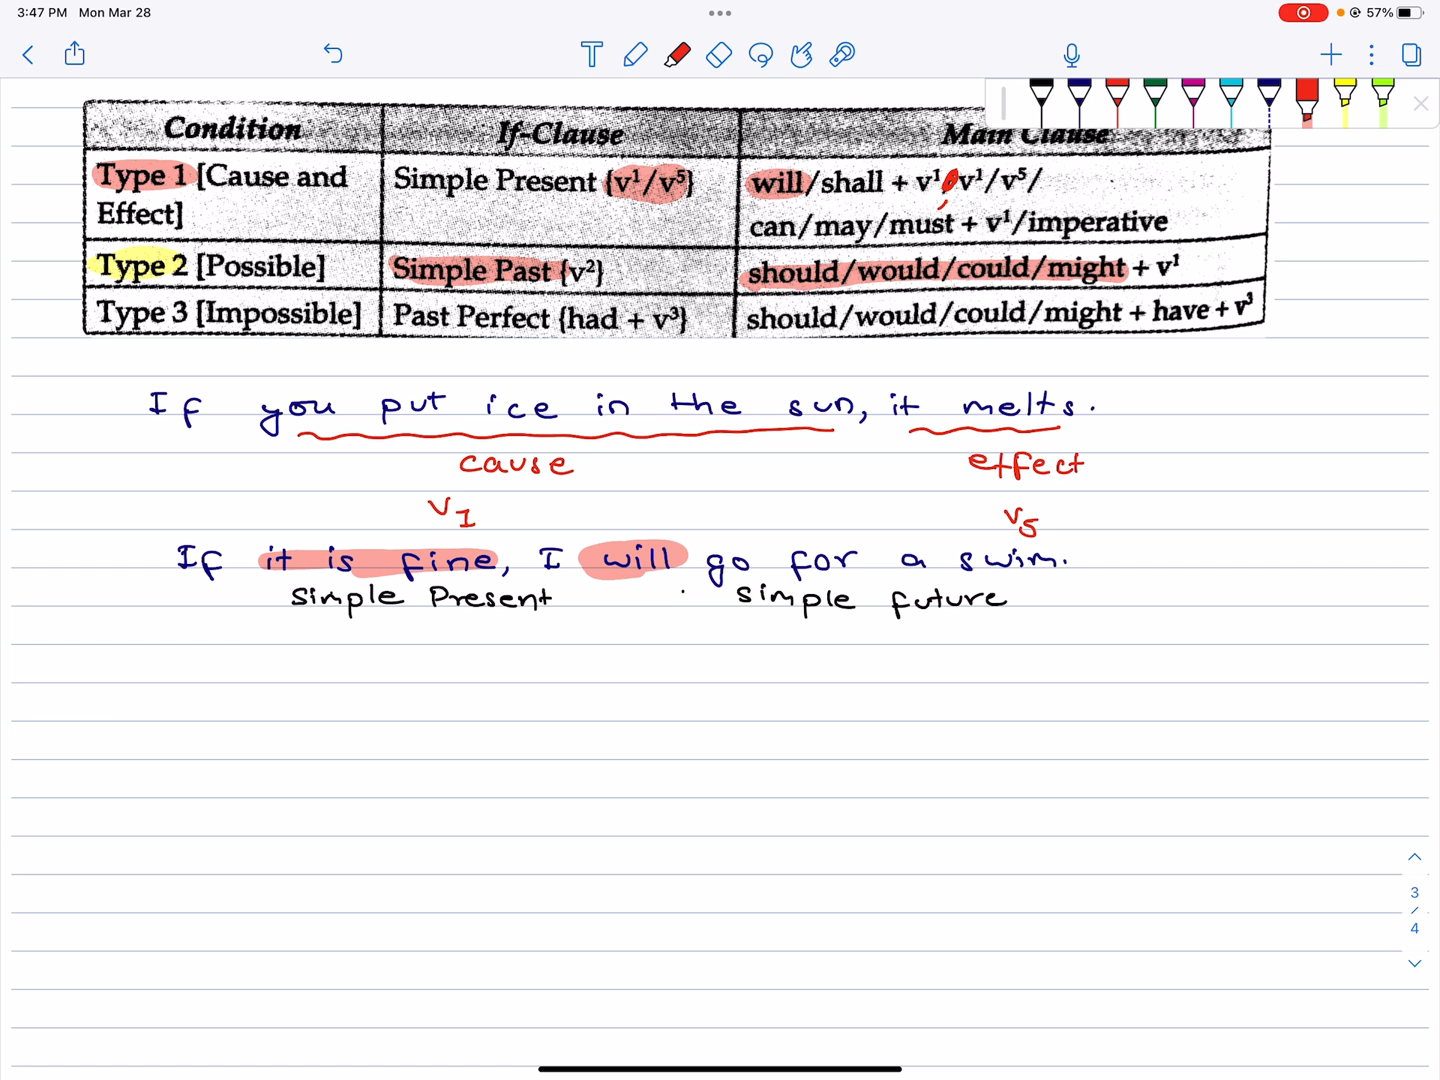 3:47 PM Mon Mar 28
57%
Condition If-Clause Main Clause
Type 1 [Cause and Effect] Simple Present {v¹/v⁵} will/shall + v¹, v¹/v⁵/
can/may/must + v¹/imperative
Type 2 [Possible] Simple Past {v²} should/would/could/might + v¹
Type 3 [Impossible] Past Perfect {had + v³} should/would/could/might + have + v³
If you put ice in the sun, it melts.
cause effect
V1 V5
If it is fine, I will go for a swim.
Simple Present simple future
3
/
4